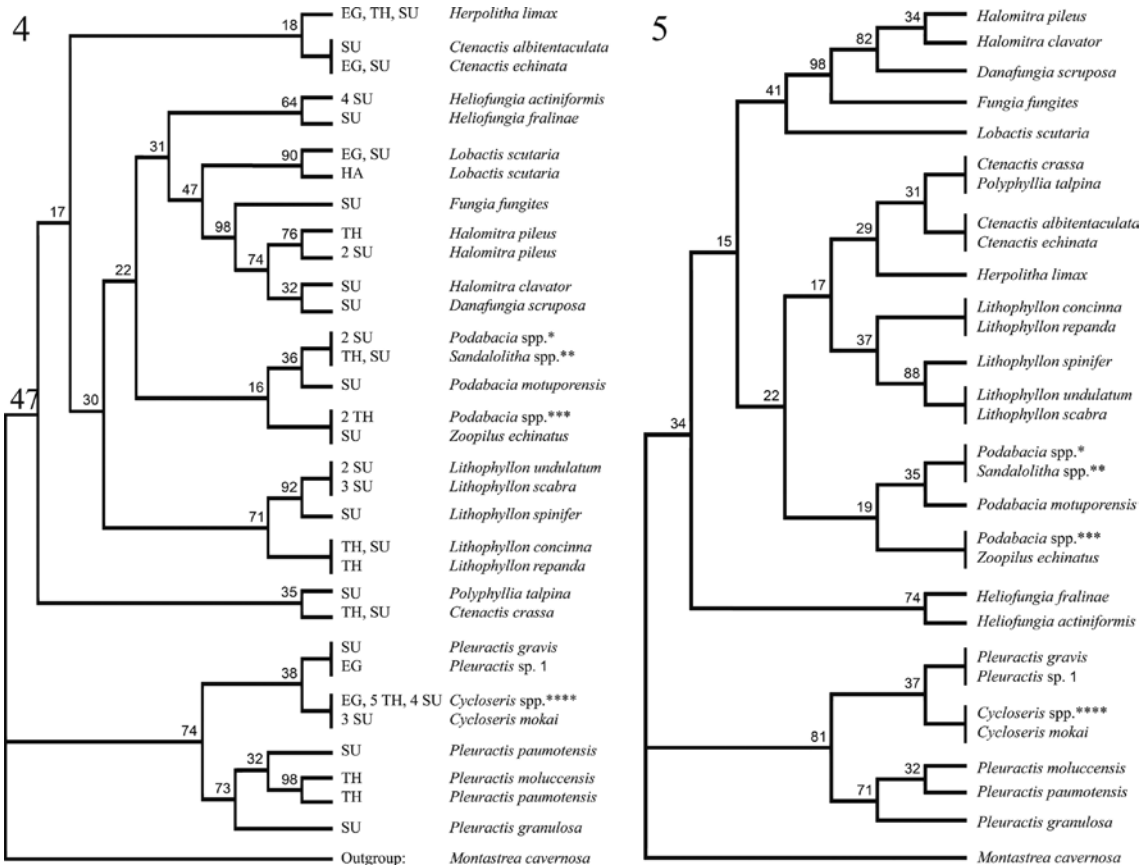 4
18
EG, TH, SU Herpolitha limax
SU Ctenactis albitentaculata
EG, SU Ctenactis echinata
64
4 SU Heliofungia actiniformis
SU Heliofungia fralinae
31
90
EG, SU Lobactis scutaria
HA Lobactis scutaria
47
SU Fungia fungites
98
76
TH Halomitra pileus
2 SU Halomitra pileus
74
32
SU Halomitra clavator
SU Danafungia scruposa
17
22
2 SU Podabacia spp.*
TH, SU Sandalolitha spp.**
36
SU Podabacia motuporensis
16
2 TH Podabacia spp.***
SU Zoopilus echinatus
47
30
2 SU Lithophyllon undulatum
3 SU Lithophyllon scabra
92
SU Lithophyllon spinifer
71
TH, SU Lithophyllon concinna
TH Lithophyllon repanda
35
SU Polyphyllia talpina
TH, SU Ctenactis crassa
SU Pleuractis gravis
EG Pleuractis sp. 1
38
EG, 5 TH, 4 SU Cycloseris spp.****
3 SU Cycloseris mokai
74
32
SU Pleuractis paumotensis
98
TH Pleuractis moluccensis
TH Pleuractis paumotensis
73
SU Pleuractis granulosa
Outgroup: Montastrea cavernosa
5
34
Halomitra pileus
Halomitra clavator
82
Danafungia scruposa
98
Fungia fungites
41
Lobactis scutaria
Ctenactis crassa
Polyphyllia talpina
31
Ctenactis albitentaculata
Ctenactis echinata
29
Herpolitha limax
15
17
Lithophyllon concinna
Lithophyllon repanda
37
Lithophyllon spinifer
88
Lithophyllon undulatum
Lithophyllon scabra
22
34
Podabacia spp.*
Sandalolitha spp.**
35
Podabacia motuporensis
19
Podabacia spp.***
Zoopilus echinatus
74
Heliofungia fralinae
Heliofungia actiniformis
Pleuractis gravis
Pleuractis sp. 1
37
Cycloseris spp.****
Cycloseris mokai
81
32
Pleuractis moluccensis
Pleuractis paumotensis
71
Pleuractis granulosa
Montastrea cavernosa